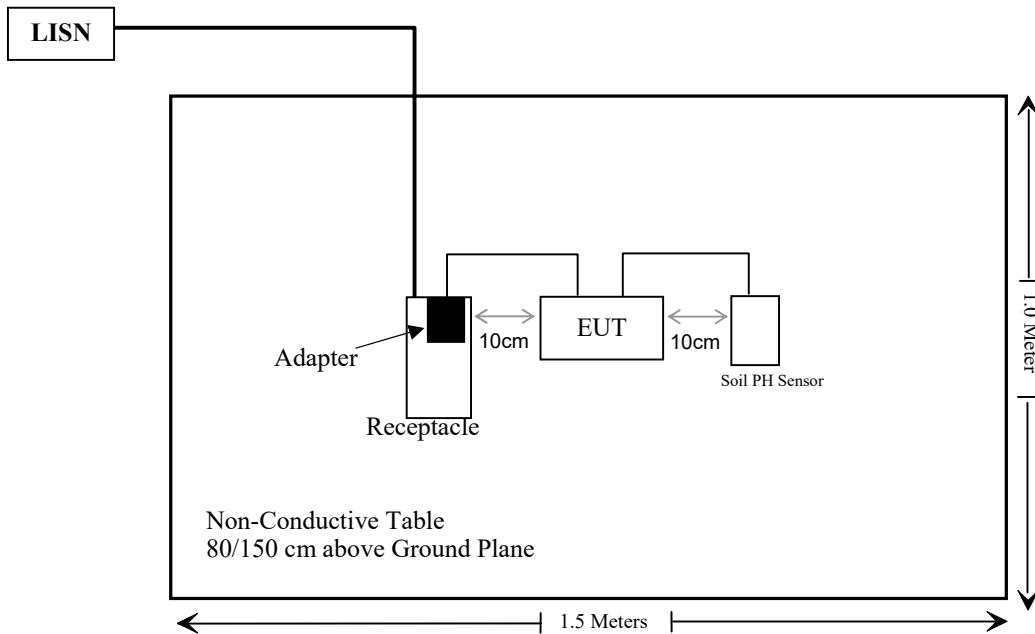 LISN
EUT
10cm
10cm
Adapter
Soil PH Sensor
Receptacle
1.0 Meter
Non-Conductive Table
80/150 cm above Ground Plane
1.5 Meters